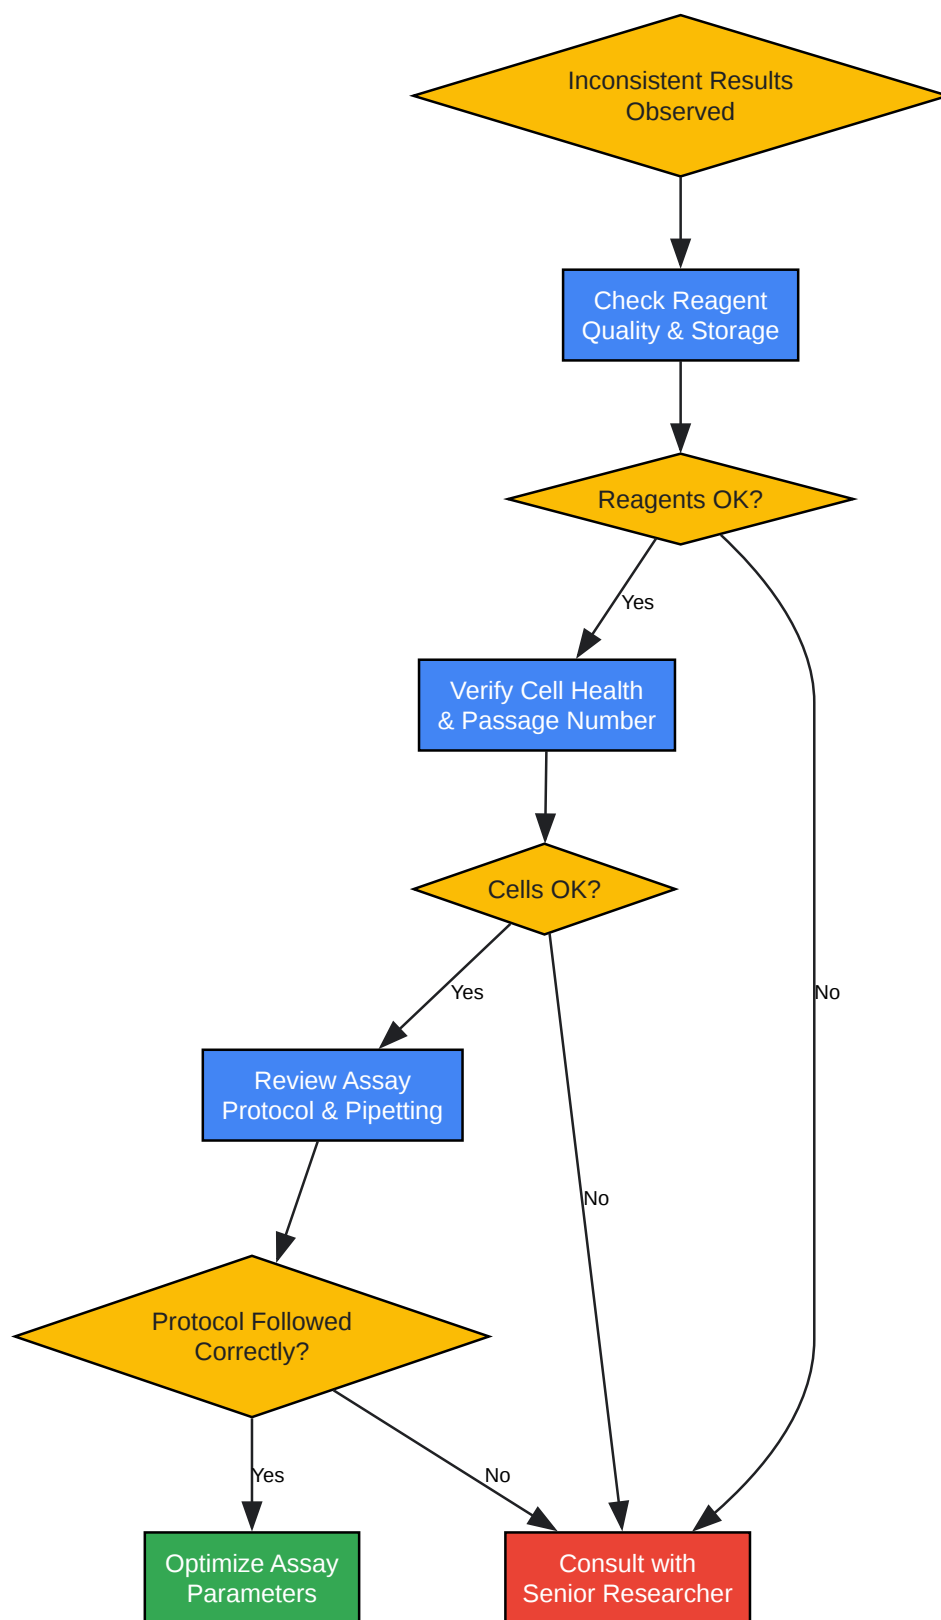 Inconsistent Results
Observed
Check Reagent
Quality & Storage
Reagents OK?
Yes
Verify Cell Health
& Passage Number
Cells OK?
Yes
No
Review Assay
Protocol & Pipetting
No
Protocol Followed
Correctly?
Yes
No
Optimize Assay
Parameters
Consult with
Senior Researcher